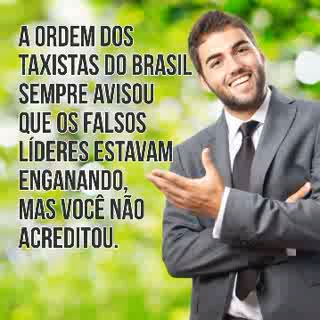 A ORDEM DOS
TAXISTAS DO BRASIL
SEMPRE AVISOU
QUE OS FALSOS
LÍDERES ESTAVAM
ENGANANDO,
MAS VOCÊ NÃO
ACREDITOU.